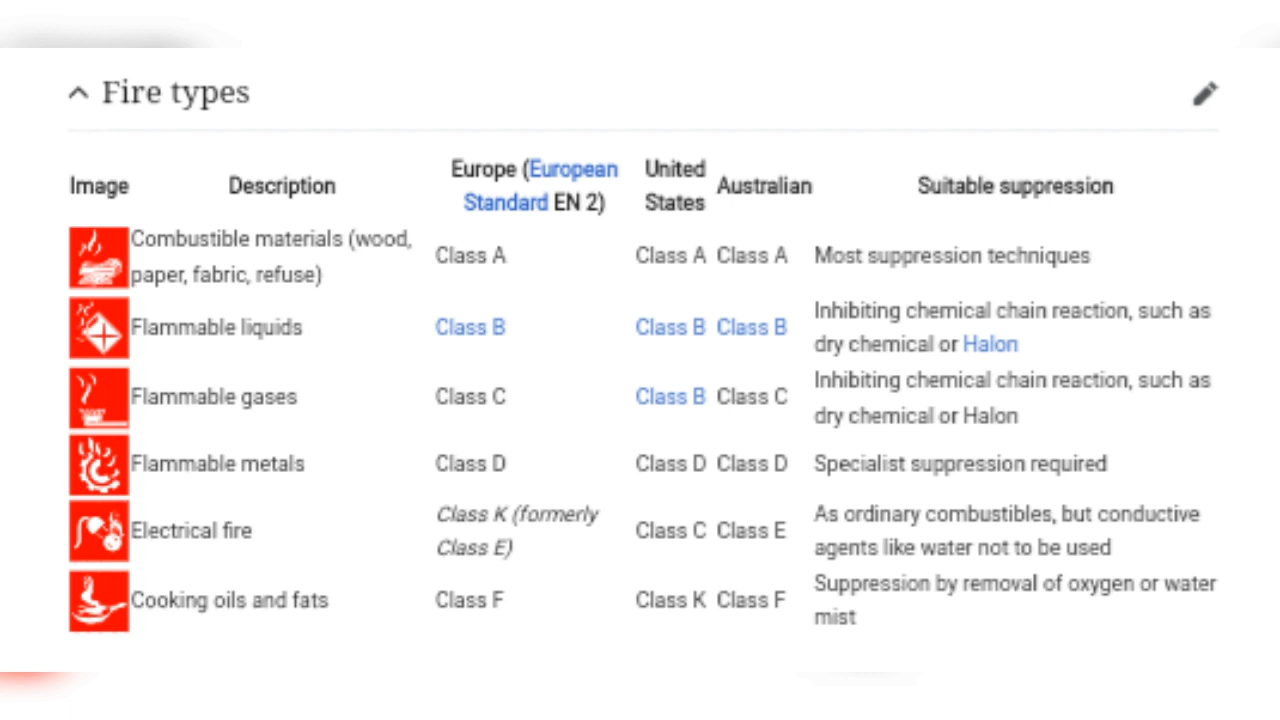 Fire types
Image Description Europe (European Standard EN 2) United States Australian Suitable suppression
Combustible materials (wood, paper, fabric, refuse) Class A Class A Class A Most suppression techniques
Flammable liquids Class B Class B Class B Inhibiting chemical chain reaction, such as dry chemical or Halon
Flammable gases Class C Class B Class C Inhibiting chemical chain reaction, such as dry chemical or Halon
Flammable metals Class D Class D Class D Specialist suppression required
Electrical fire Class K (formerly Class E) Class C Class E As ordinary combustibles, but conductive agents like water not to be used
Cooking oils and fats Class F Class K Class F Suppression by removal of oxygen or water mist